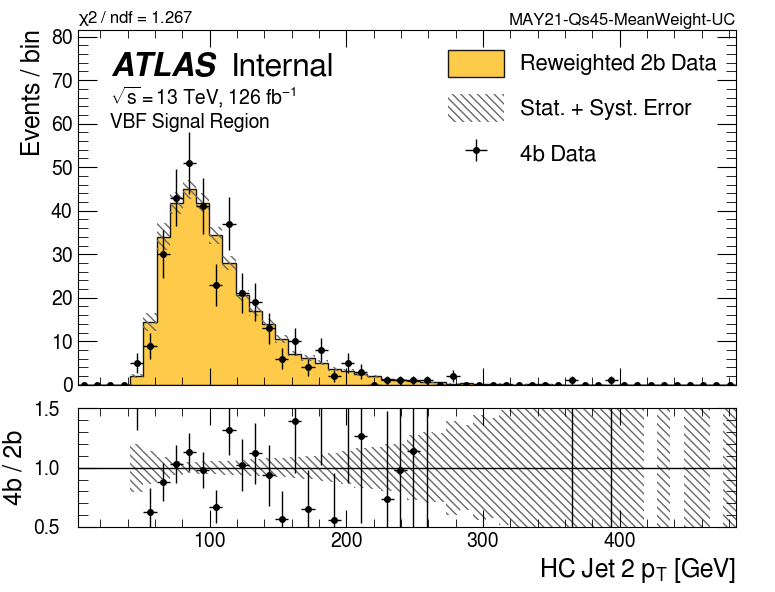 χ² / ndf = 1.267
MAY21-Qs45-MeanWeight-UC
Events / bin
80
70
60
50
40
30
20
10
0
ATLAS Internal
√s = 13 TeV, 126 fb⁻¹
VBF Signal Region
Reweighted 2b Data
Stat. + Syst. Error
4b Data
4b / 2b
1.5
1.0
0.5
100 200 300 400
HC Jet 2 p_T [GeV]